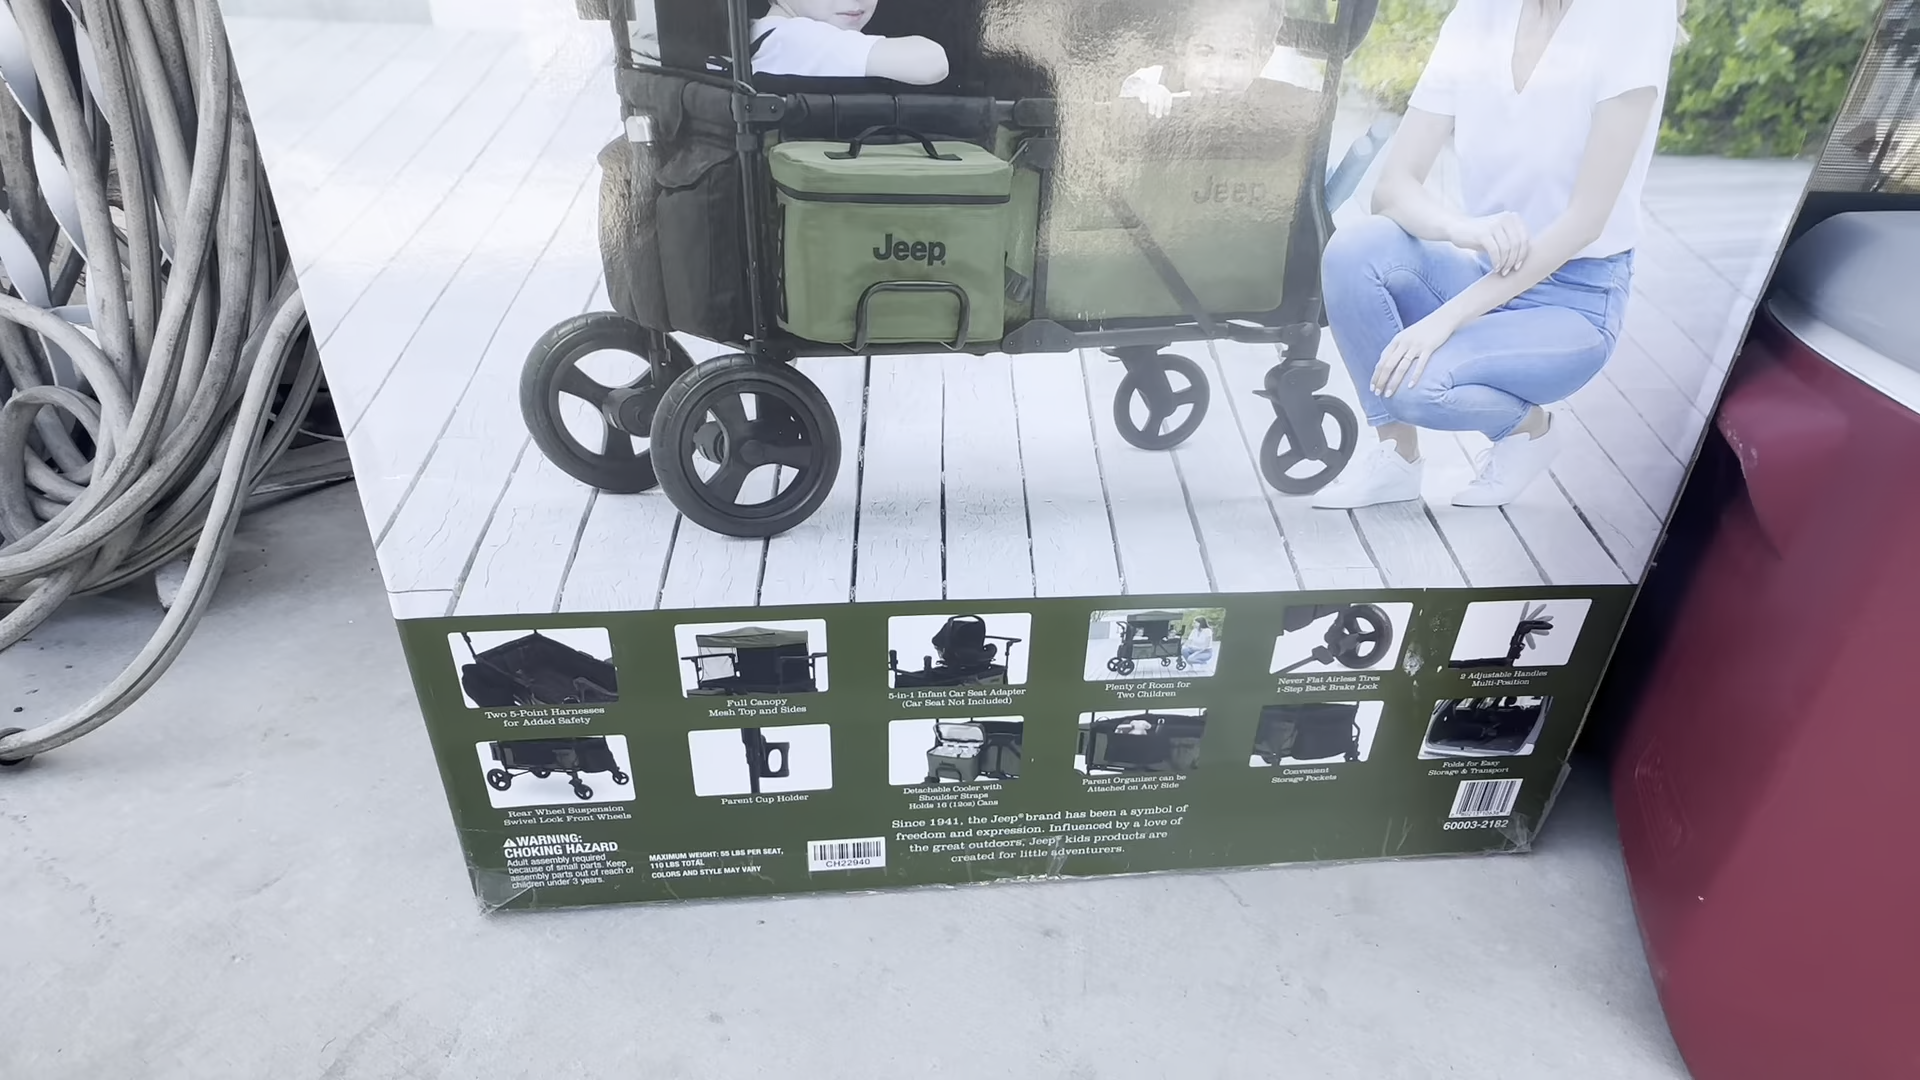 Jeep
Jeep
Two 5-Point Harnesses
for Added Safety
Full Canopy
Mesh Top and Sides
5-in-1 Infant Car Seat Adapter
(Car Seat Not Included)
Plenty of Room for
Two Children
Never Flat Airless Tires
1-Step Back Brake Lock
2 Adjustable Handles
Multi-Position
Rear Wheel Suspension
Swivel Lock Front Wheels
Parent Cup Holder
Detachable Cooler with
Shoulder Straps
Holds 16 (12oz) Cans
Parent Organizer can be
Attached on Any Side
Convenient
Storage Pockets
Folds for Easy
Storage & Transport
⚠WARNING:
CHOKING HAZARD
Adult assembly required
because of small parts. Keep
assembly parts out of reach of
children under 3 years.
MAXIMUM WEIGHT: 55 LBS PER SEAT,
110 LBS TOTAL
COLORS AND STYLE MAY VARY
CH22940
Since 1941, the Jeep® brand has been a symbol of
freedom and expression. Influenced by a love of
the great outdoors, Jeep® kids products are
created for little adventurers.
60003-2182